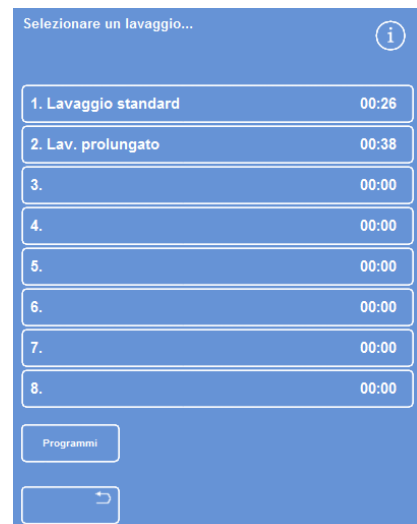 Selezionare un lavaggio...
i
1. Lavaggio standard 00:26
2. Lav. prolungato 00:38
3. 00:00
4. 00:00
5. 00:00
6. 00:00
7. 00:00
8. 00:00
Programmi